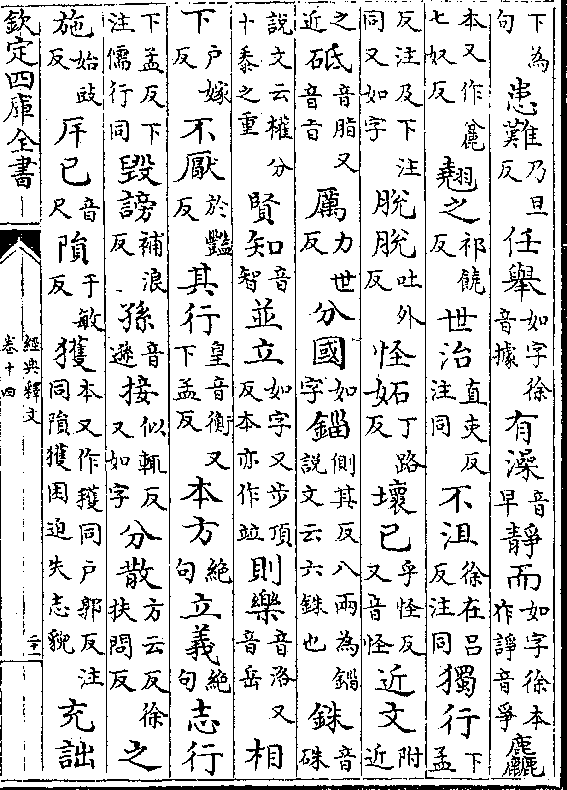 下為句患難乃旦反任舉如字徐音據有澡音早靜而如字徐本作諍音爭麤
本又作麄七奴反翹之祁饒反世治直吏反注同不沮徐在呂反注同獨行下孟
反注及下注同又如字脫脫吐外反怪妬丁路反壞已乎怪反又音怪近文附近
之近砥音脂又音旨厲力世反分國如字錙側其反八兩為錙說文云六銖也銖音硃
說文云權分十黍之重賢知音智並立如字又步頂反本亦作竝則樂音洛又音岳相
下戶嫁反不厭於豔反其行皇音衡又下孟反本方絕句立義絕句志行
下孟反下注儒行同毀謗補浪反孫音遜接似輒反又如字分散方云反徐扶問反之
施始豉反厈已音尺隕于敏反獲本又作穫同戶郭反注同隕獲困迫失志貌充詘
欽定四庫全書
經典釋文
卷十四